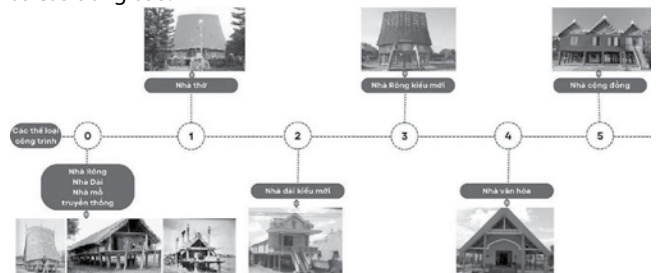 Nhà thờ
Nhà Rông kiểu mới
Nhà cộng đồng
Các thể loại
công trình
0
1
2
3
4
5
Nhà Rông
Nhà Dài
Nhà mồ
truyền thống
Nhà dài kiểu mới
Nhà văn hóa